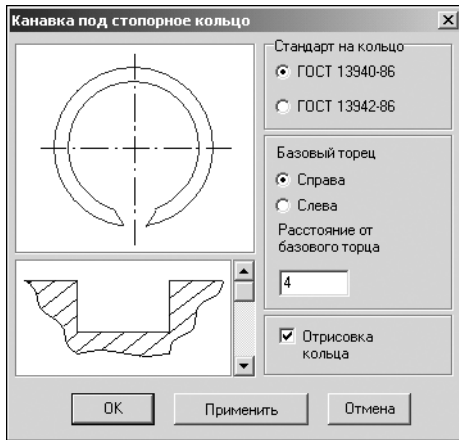 Канавка под стопорное кольцо
Стандарт на кольцо
ГОСТ 13940-86
ГОСТ 13942-86
Базовый торец
Справа
Слева
Расстояние от
базового торца
4
Отрисовка
кольца
OK
Применить
Отмена